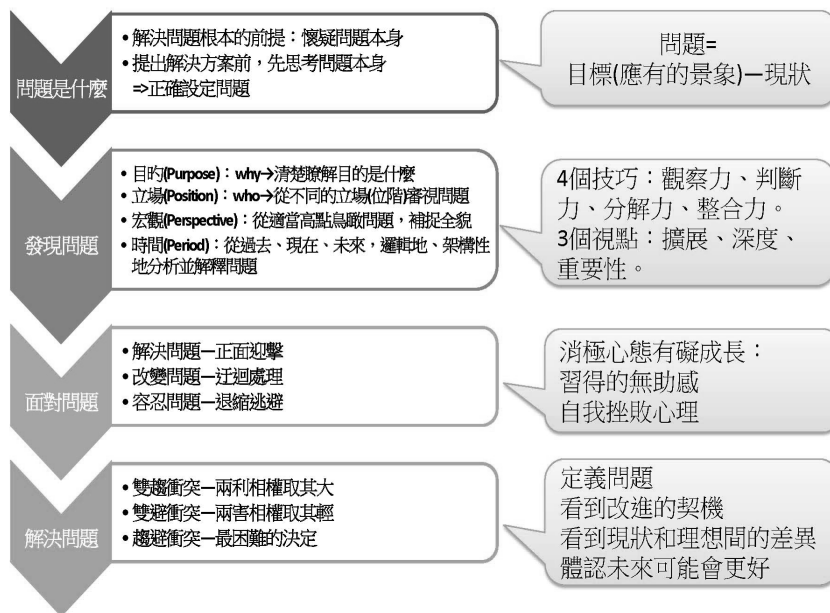 問題是什麼
• 解決問題根本的前提：懷疑問題本身
• 提出解決方案前，先思考問題本身
=>正確設定問題
問題=
目標(應有的景象)—現狀
發現問題
• 目的(Purpose)：why→清楚瞭解目的是什麼
• 立場(Position)：who→從不同的立場(位階)審視問題
• 宏觀(Perspective)：從適當高點鳥瞰問題，補捉全貌
• 時間(Period)：從過去、現在、未來，邏輯地、架構性
地分析並解釋問題
4個技巧：觀察力、判斷
力、分解力、整合力。
3個視點：擴展、深度、
重要性。
面對問題
• 解決問題—正面迎擊
• 改變問題—迂迴處理
• 容忍問題—退縮逃避
消極心態有礙成長：
習得的無助感
自我挫敗心理
解決問題
• 雙趨衝突—兩利相權取其大
• 雙避衝突—兩害相權取其輕
• 趨避衝突—最困難的決定
定義問題
看到改進的契機
看到現狀和理想間的差異
體認未來可能會更好